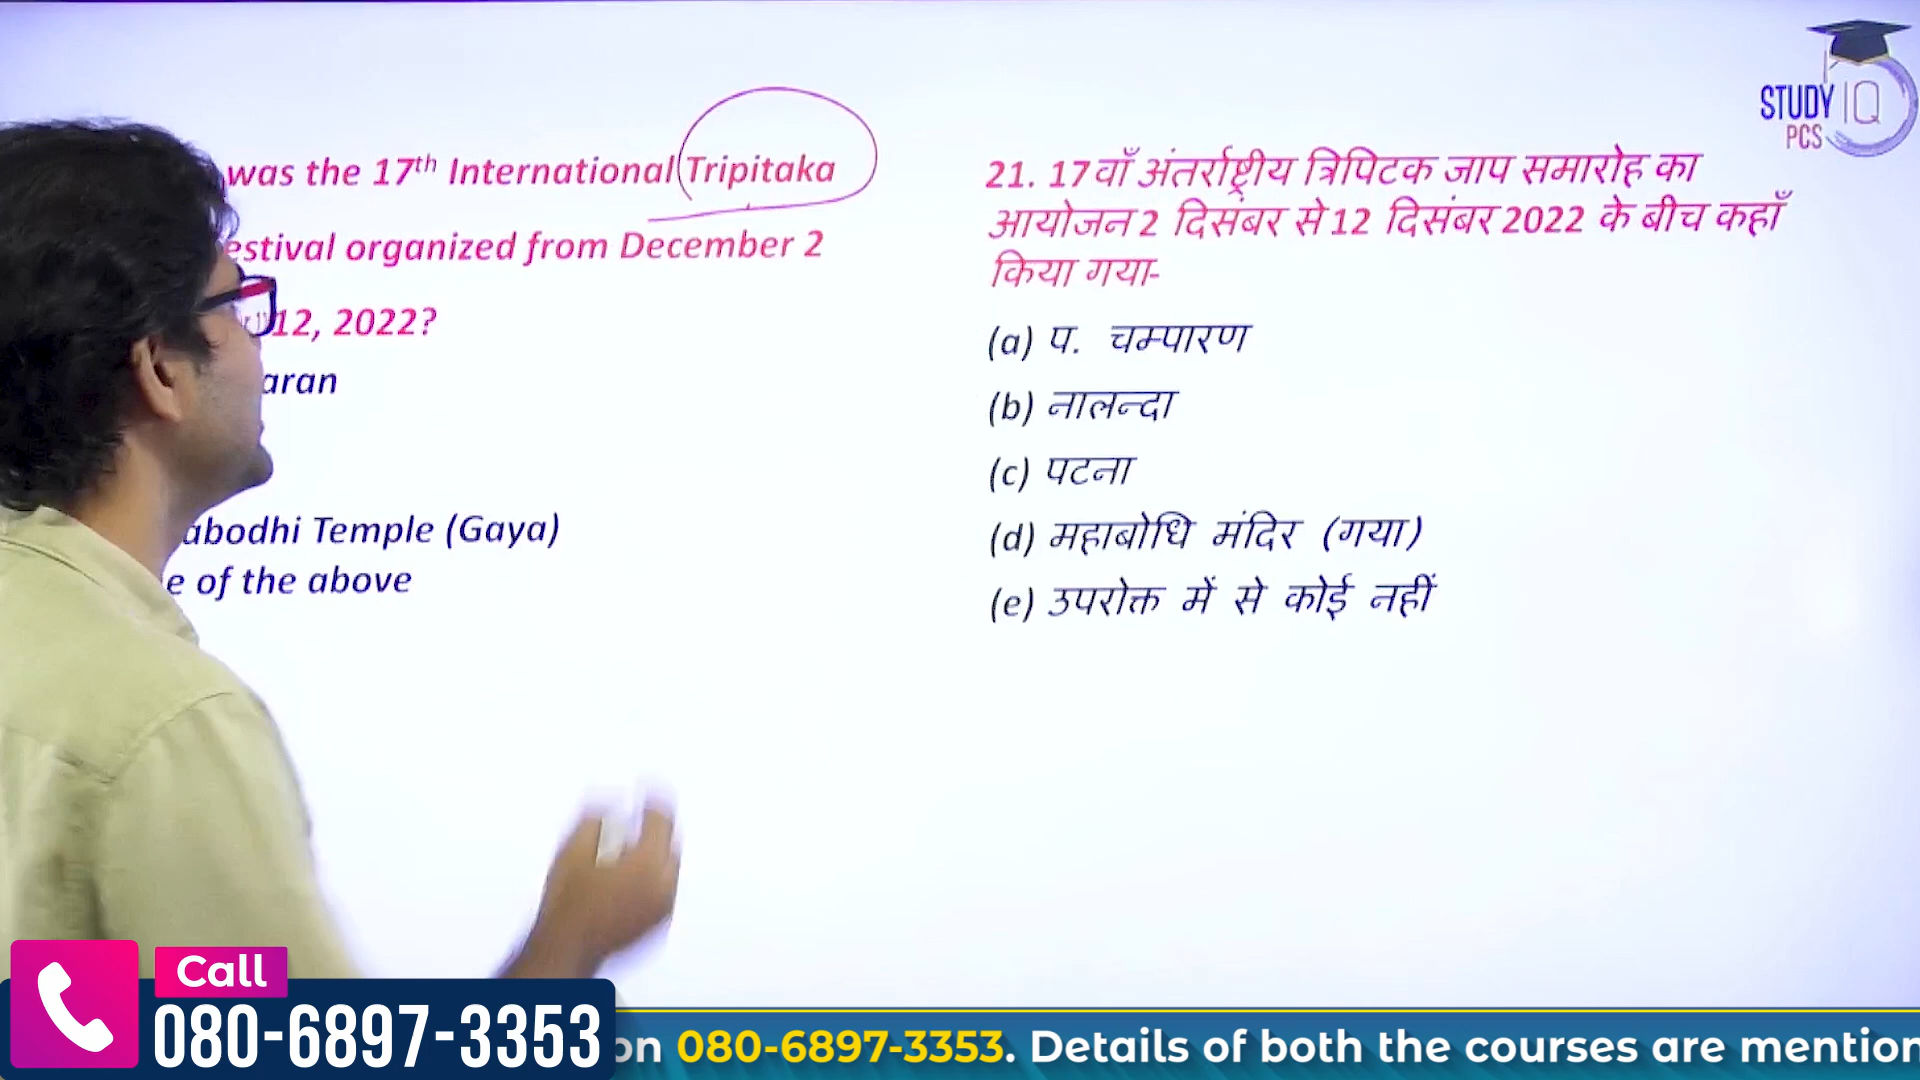 was the 17th International Tripitaka
estival organized from December 2
12, 2022?
aran
abodhi Temple (Gaya)
e of the above
21. 17वाँ अंतर्राष्ट्रीय त्रिपिटक जाप समारोह का
आयोजन 2 दिसंबर से 12 दिसंबर 2022 के बीच कहाँ
किया गया-
(a) प. चम्पारण
(b) नालन्दा
(c) पटना
(d) महाबोधि मंदिर (गया)
(e) उपरोक्त में से कोई नहीं
STUDY IQ
PCS
Call
080-6897-3353
on 080-6897-3353. Details of both the courses are mention